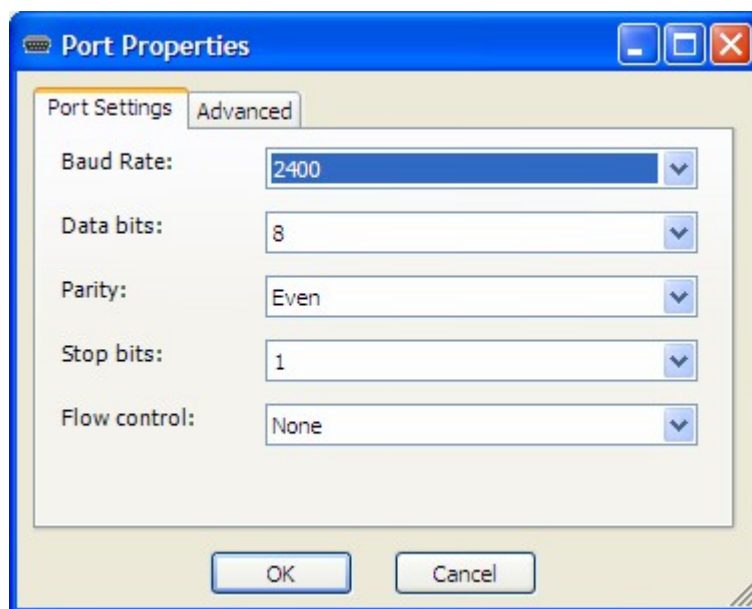 Port Properties
Port Settings Advanced
Baud Rate: 2400
Data bits: 8
Parity: Even
Stop bits: 1
Flow control: None
OK Cancel